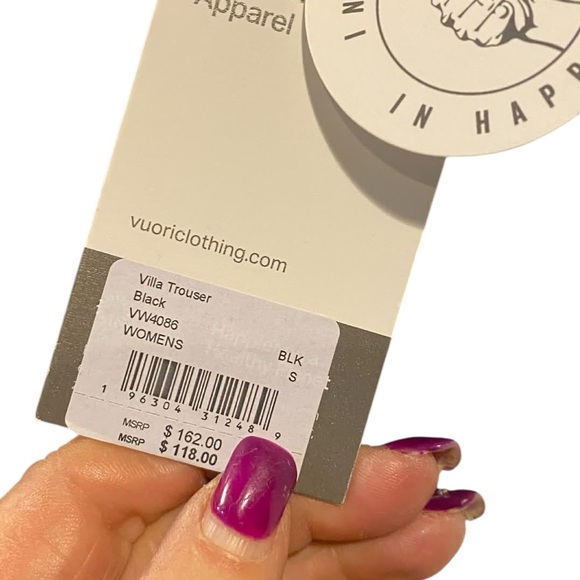 Apparel
IN
IN HAPP
vuoriclothing.com
Villa Trouser
Black
VW4086
WOMENS
BLK
S
1 96304 31248 9
MSRP $ 162.00
MSRP $ 118.00